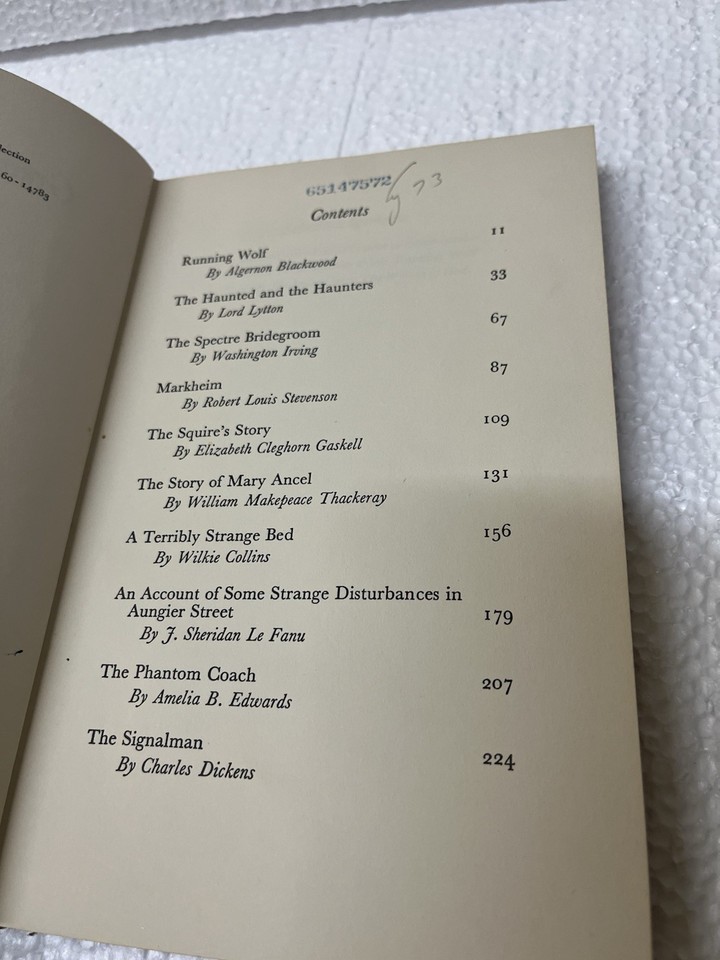 lection
60-14783
65147572
73
Contents
Running Wolf 11
By Algernon Blackwood
The Haunted and the Haunters 33
By Lord Lytton
The Spectre Bridegroom 67
By Washington Irving
Markheim 87
By Robert Louis Stevenson
The Squire's Story 109
By Elizabeth Cleghorn Gaskell
The Story of Mary Ancel 131
By William Makepeace Thackeray
A Terribly Strange Bed 156
By Wilkie Collins
An Account of Some Strange Disturbances in
Aungier Street 179
By J. Sheridan Le Fanu
The Phantom Coach 207
By Amelia B. Edwards
The Signalman 224
By Charles Dickens